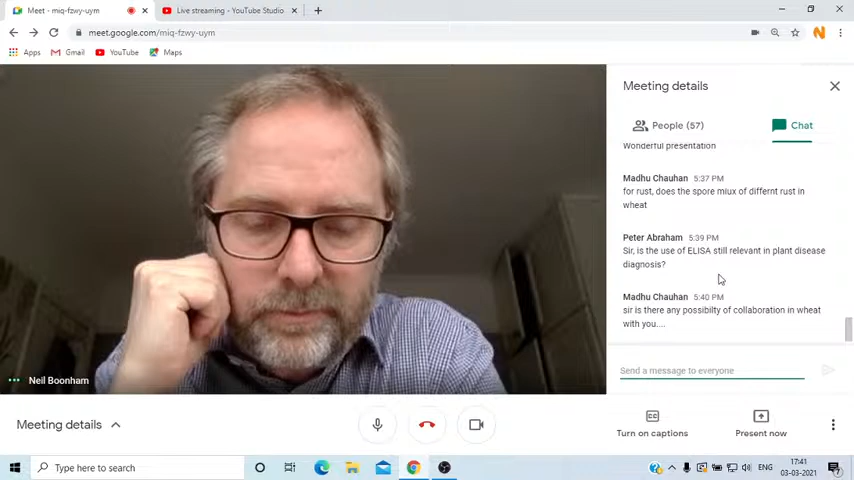 Meet - miq-fzwy-uym
Live streaming - YouTube Studio
meet.google.com/miq-fzwy-uym
Apps
Gmail
YouTube
Maps
Neil Boonham
Meeting details
People (57)
Chat
Wonderful presentation
Madhu Chauhan 5:37 PM
for rust, does the spore miux of differnt rust in
wheat
Peter Abraham 5:39 PM
Sir, is the use of ELISA still relevant in plant disease
diagnosis?
Madhu Chauhan 5:40 PM
sir is there any possibilty of collaboration in wheat
with you....
Send a message to everyone
Meeting details
Turn on captions
Present now
Type here to search
ENG
17:41
03-03-2021